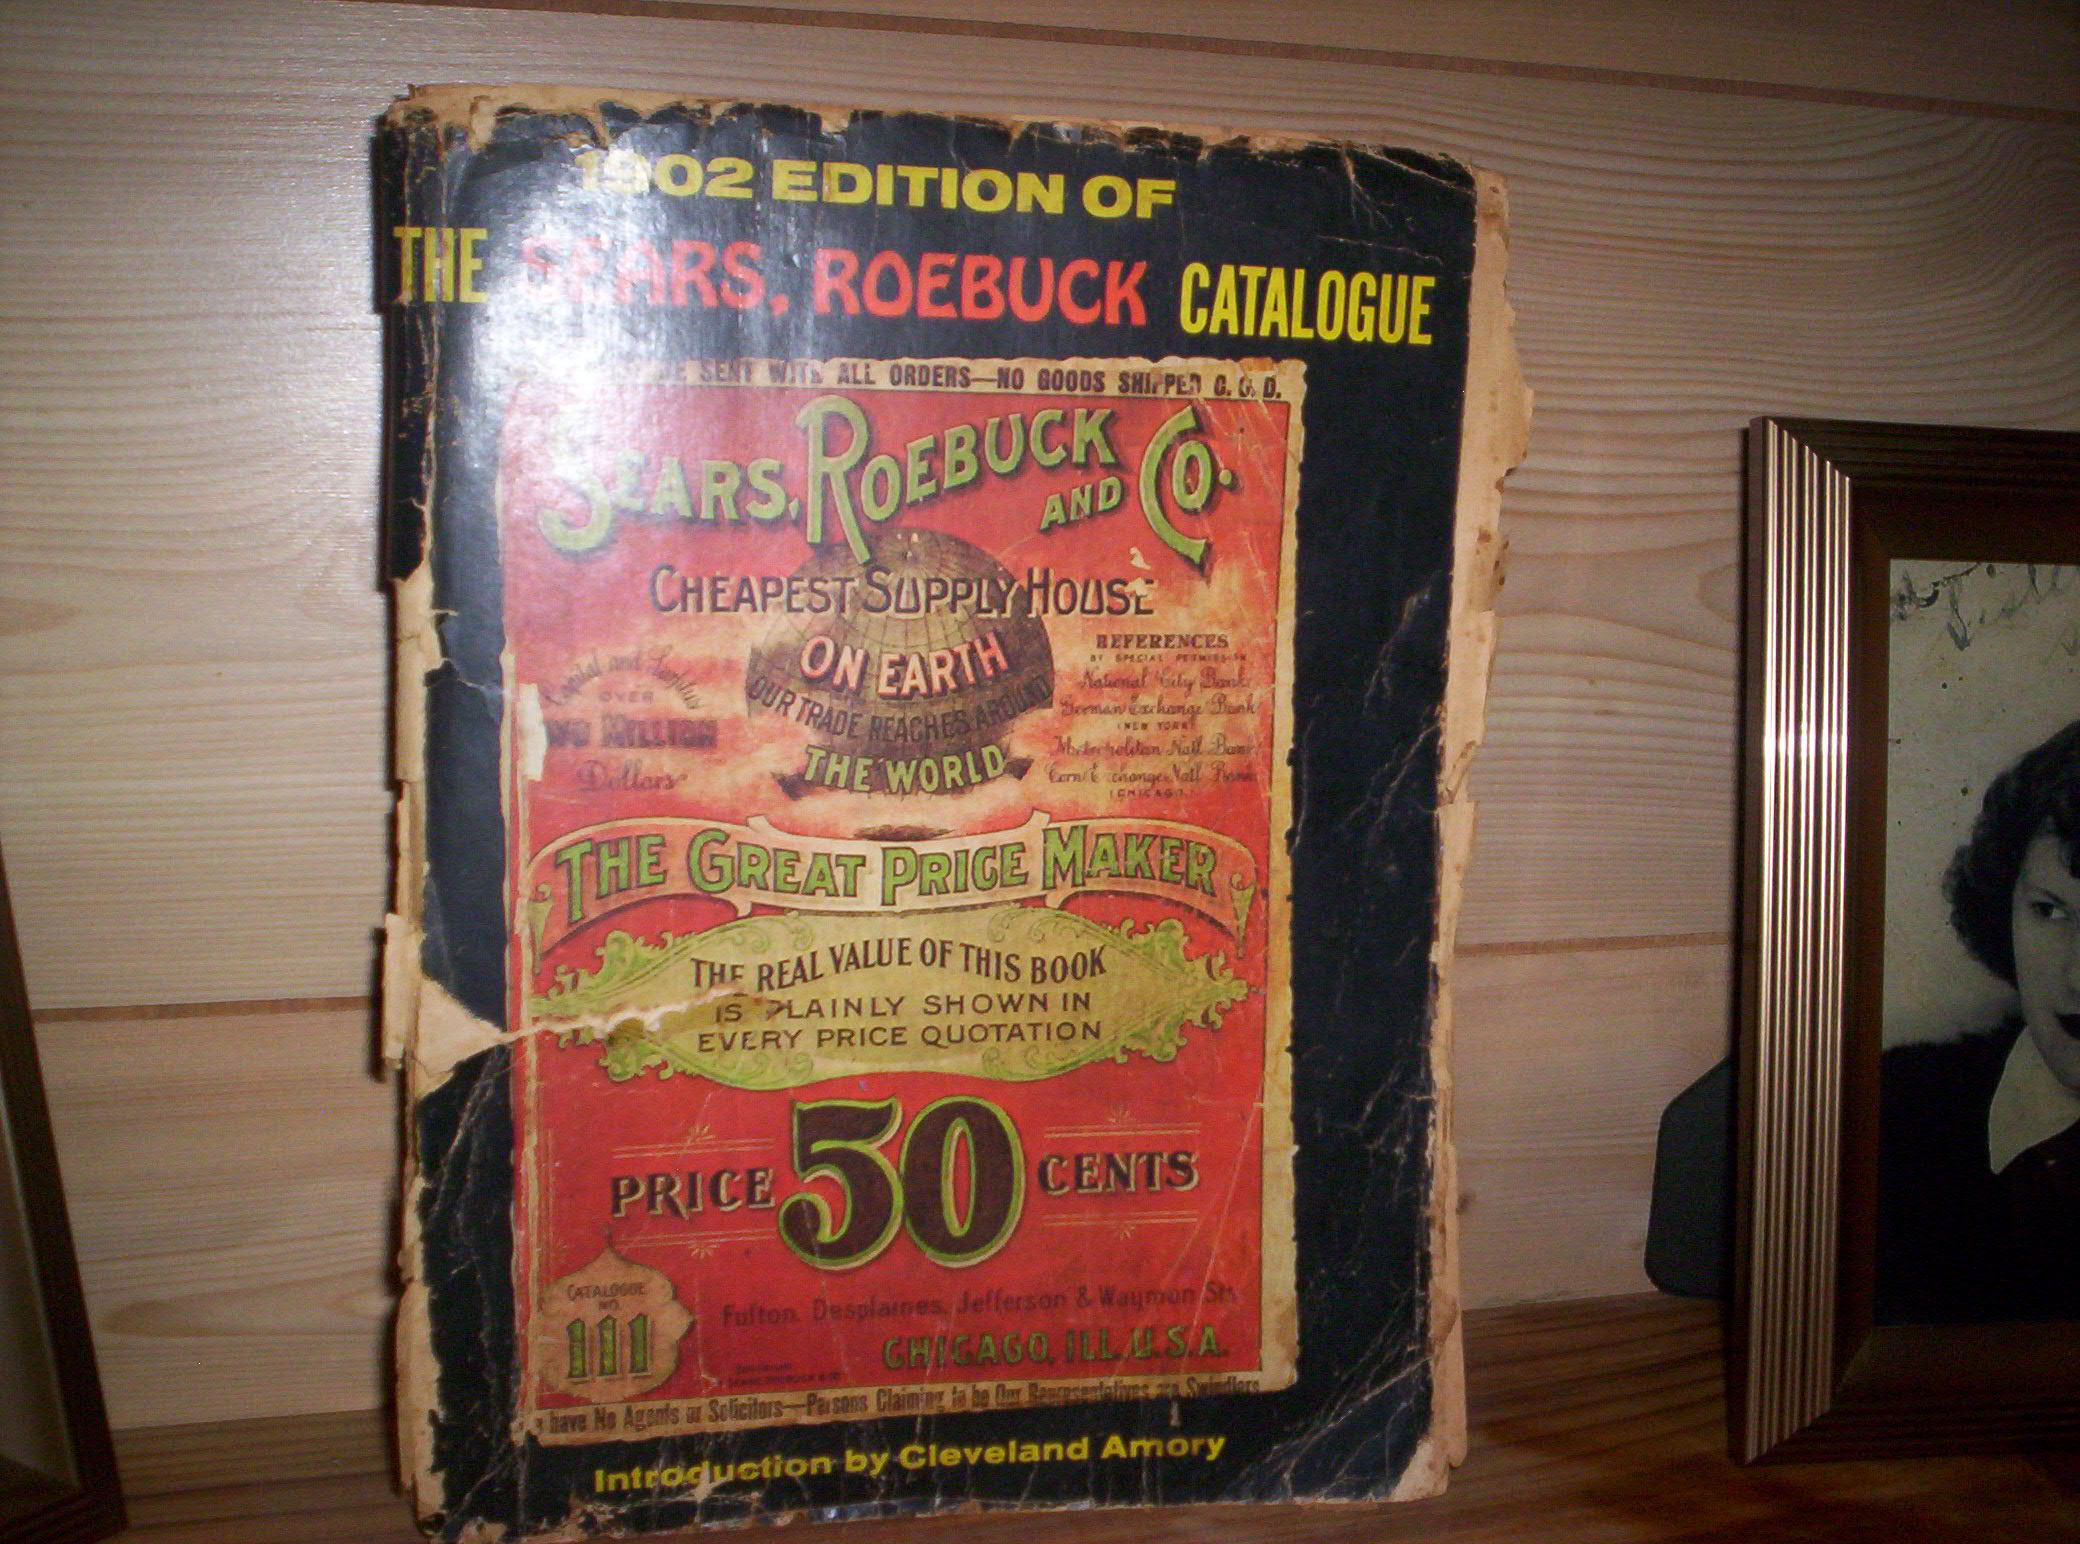 1902 EDITION OF
THE SEARS, ROEBUCK CATALOGUE
SENT WITH ALL ORDERS—NO GOODS SHIPPED C. O. D.
SEARS, ROEBUCK AND CO.
CHEAPEST SUPPLY HOUSE
ON EARTH
OUR TRADE REACHES AROUND
THE WORLD
Capital and Surplus
OVER
TWO MILLION
Dollars
REFERENCES
BY SPECIAL PERMISSION
National City Bank
German Exchange Bank
(NEW YORK)
Metropolitan Nat'l Bank
Corn Exchange Nat'l Bank
(CHICAGO)
THE GREAT PRICE MAKER
THE REAL VALUE OF THIS BOOK
IS PLAINLY SHOWN IN
EVERY PRICE QUOTATION
PRICE 50 CENTS
CATALOGUE
NO.
111
Fulton, Desplaines, Jefferson & Wayman Sts
CHICAGO, ILL. U.S.A.
have No Agents or Solicitors—Persons Claiming to be Our Representatives are Swindlers
Introduction by Cleveland Amory